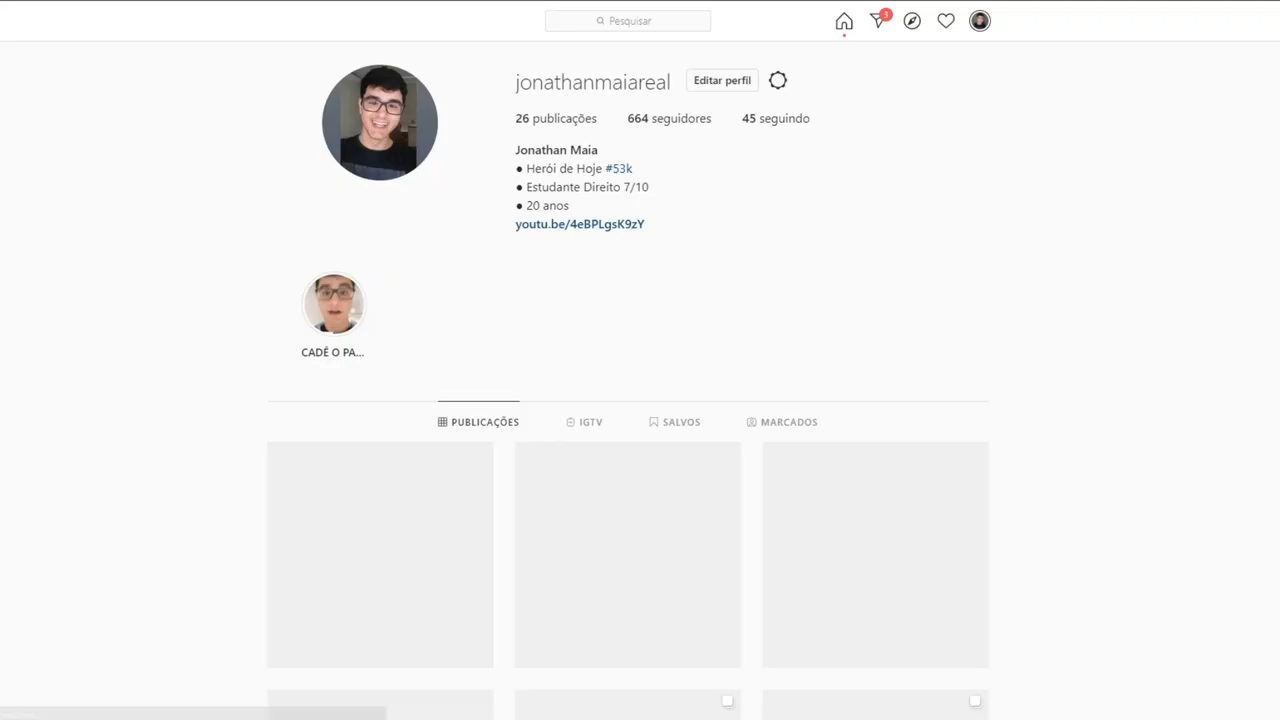 Pesquisar
3
jonathanmaiareal Editar perfil
26 publicações 664 seguidores 45 seguindo
Jonathan Maia
● Herói de Hoje #53k
● Estudante Direito 7/10
● 20 anos
youtu.be/4eBPLgsK9zY
CADÊ O PA...
PUBLICAÇÕES IGTV SALVOS MARCADOS